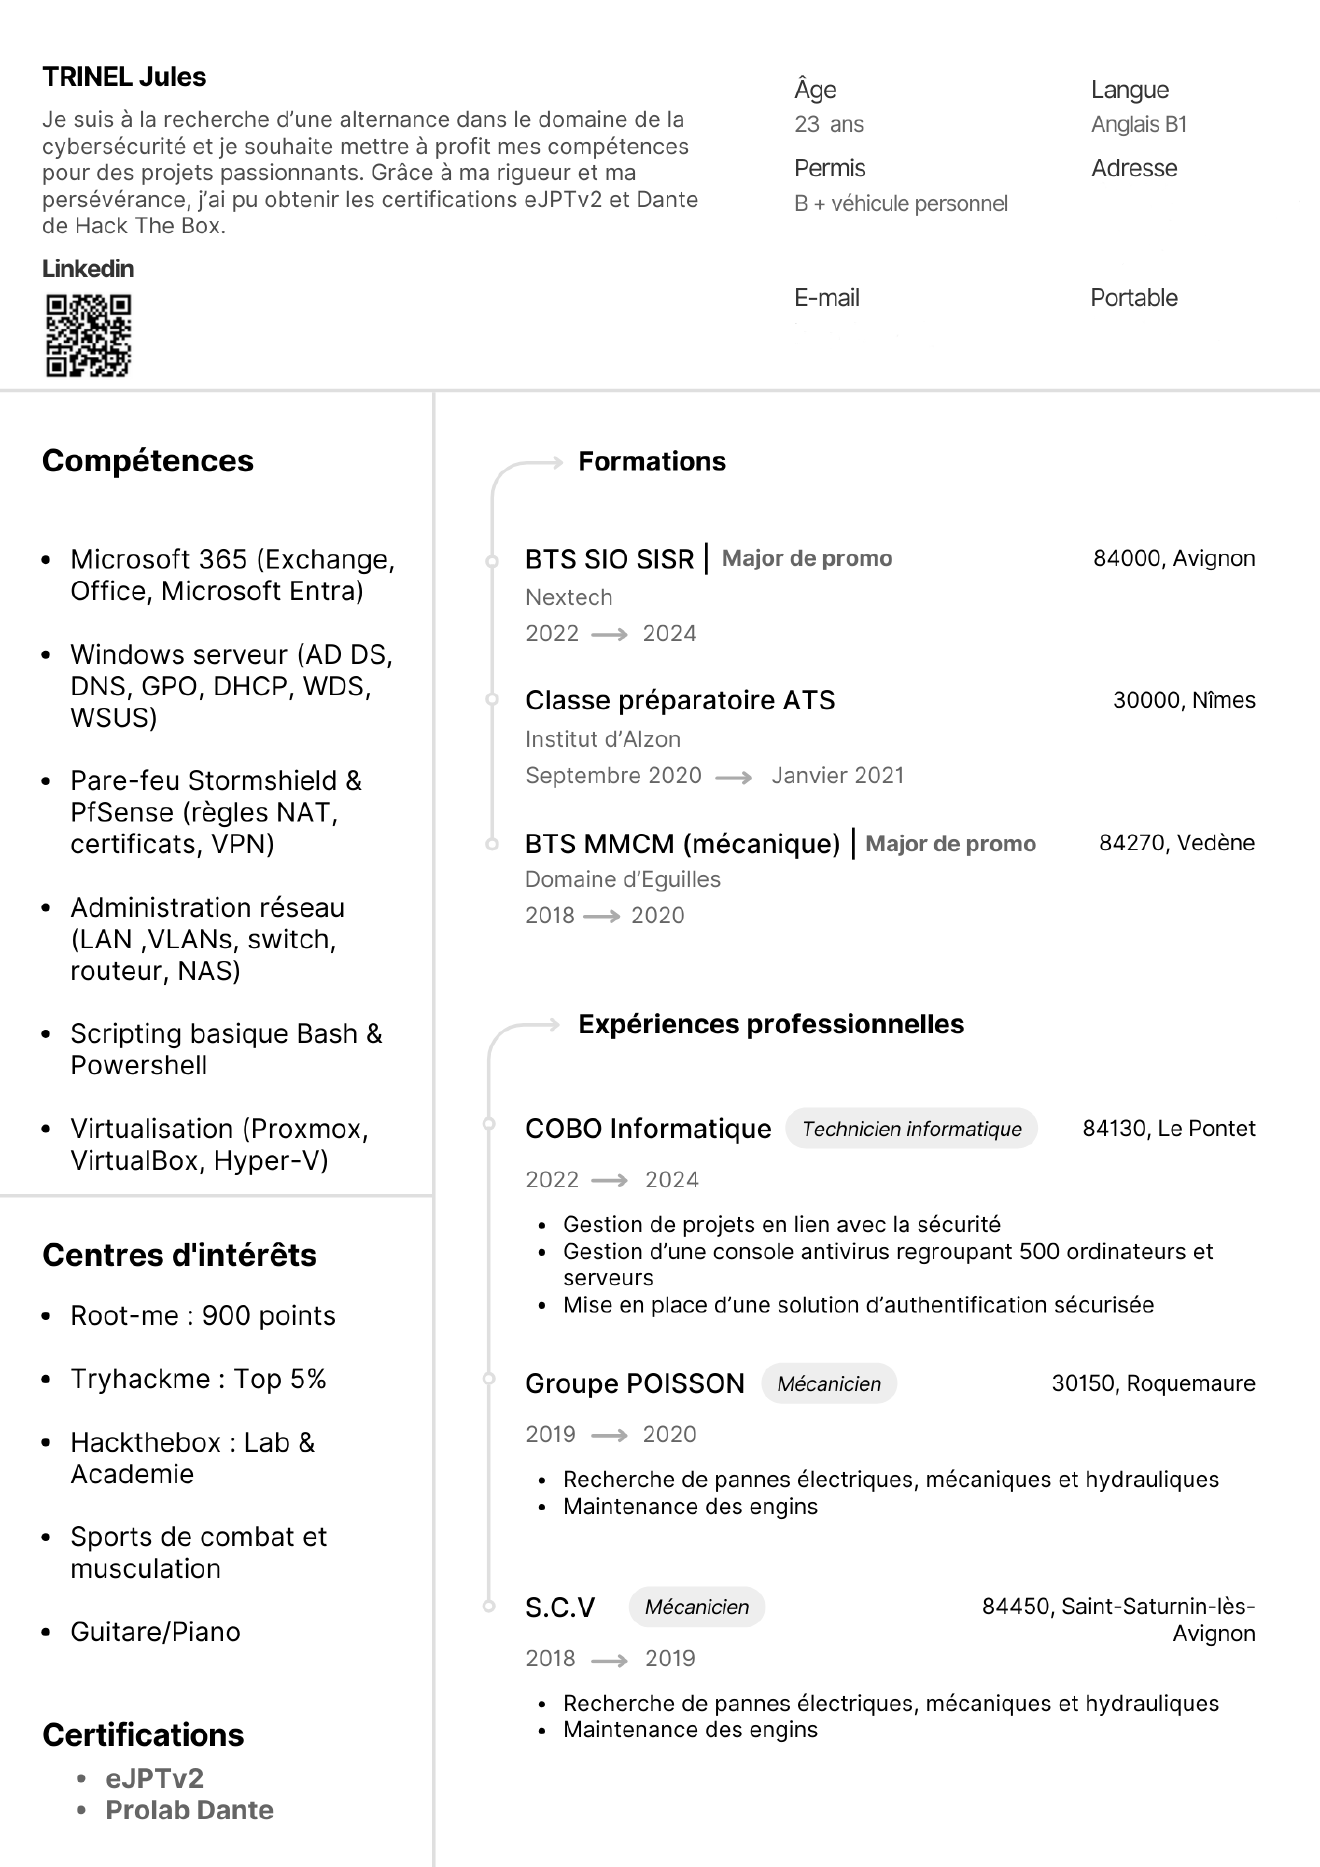 TRINEL Jules
Je suis à la recherche d’une alternance dans le domaine de la
cybersécurité et je souhaite mettre à profit mes compétences
pour des projets passionnants. Grâce à ma rigueur et ma
persévérance, j’ai pu obtenir les certifications eJPTv2 et Dante
de Hack The Box.
Linkedin
Âge
23 ans
Langue
Anglais B1
Permis
B + véhicule personnel
Adresse
E-mail
Portable
Compétences
• Microsoft 365 (Exchange,
Office, Microsoft Entra)
• Windows serveur (AD DS,
DNS, GPO, DHCP, WDS,
WSUS)
• Pare-feu Stormshield &
PfSense (règles NAT,
certificats, VPN)
• Administration réseau
(LAN ,VLANs, switch,
routeur, NAS)
• Scripting basique Bash &
Powershell
• Virtualisation (Proxmox,
VirtualBox, Hyper-V)
Centres d'intérêts
• Root-me : 900 points
• Tryhackme : Top 5%
• Hackthebox : Lab &
Academie
• Sports de combat et
musculation
• Guitare/Piano
Certifications
• eJPTv2
• Prolab Dante
Formations
BTS SIO SISR | Major de promo 84000, Avignon
Nextech
2022 → 2024
Classe préparatoire ATS 30000, Nîmes
Institut d’Alzon
Septembre 2020 → Janvier 2021
BTS MMCM (mécanique) | Major de promo 84270, Vedène
Domaine d’Eguilles
2018 → 2020
Expériences professionnelles
COBO Informatique Technicien informatique 84130, Le Pontet
2022 → 2024
• Gestion de projets en lien avec la sécurité
• Gestion d’une console antivirus regroupant 500 ordinateurs et
serveurs
• Mise en place d’une solution d’authentification sécurisée
Groupe POISSON Mécanicien 30150, Roquemaure
2019 → 2020
• Recherche de pannes électriques, mécaniques et hydrauliques
• Maintenance des engins
S.C.V Mécanicien 84450, Saint-Saturnin-lès-
Avignon
2018 → 2019
• Recherche de pannes électriques, mécaniques et hydrauliques
• Maintenance des engins